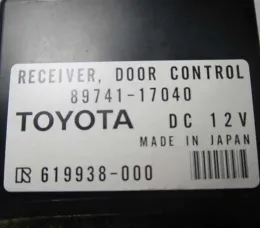 RECEIVER, DOOR CONTROL
89741-17040
TOYOTA DC 12V
MADE IN JAPAN
619938-000